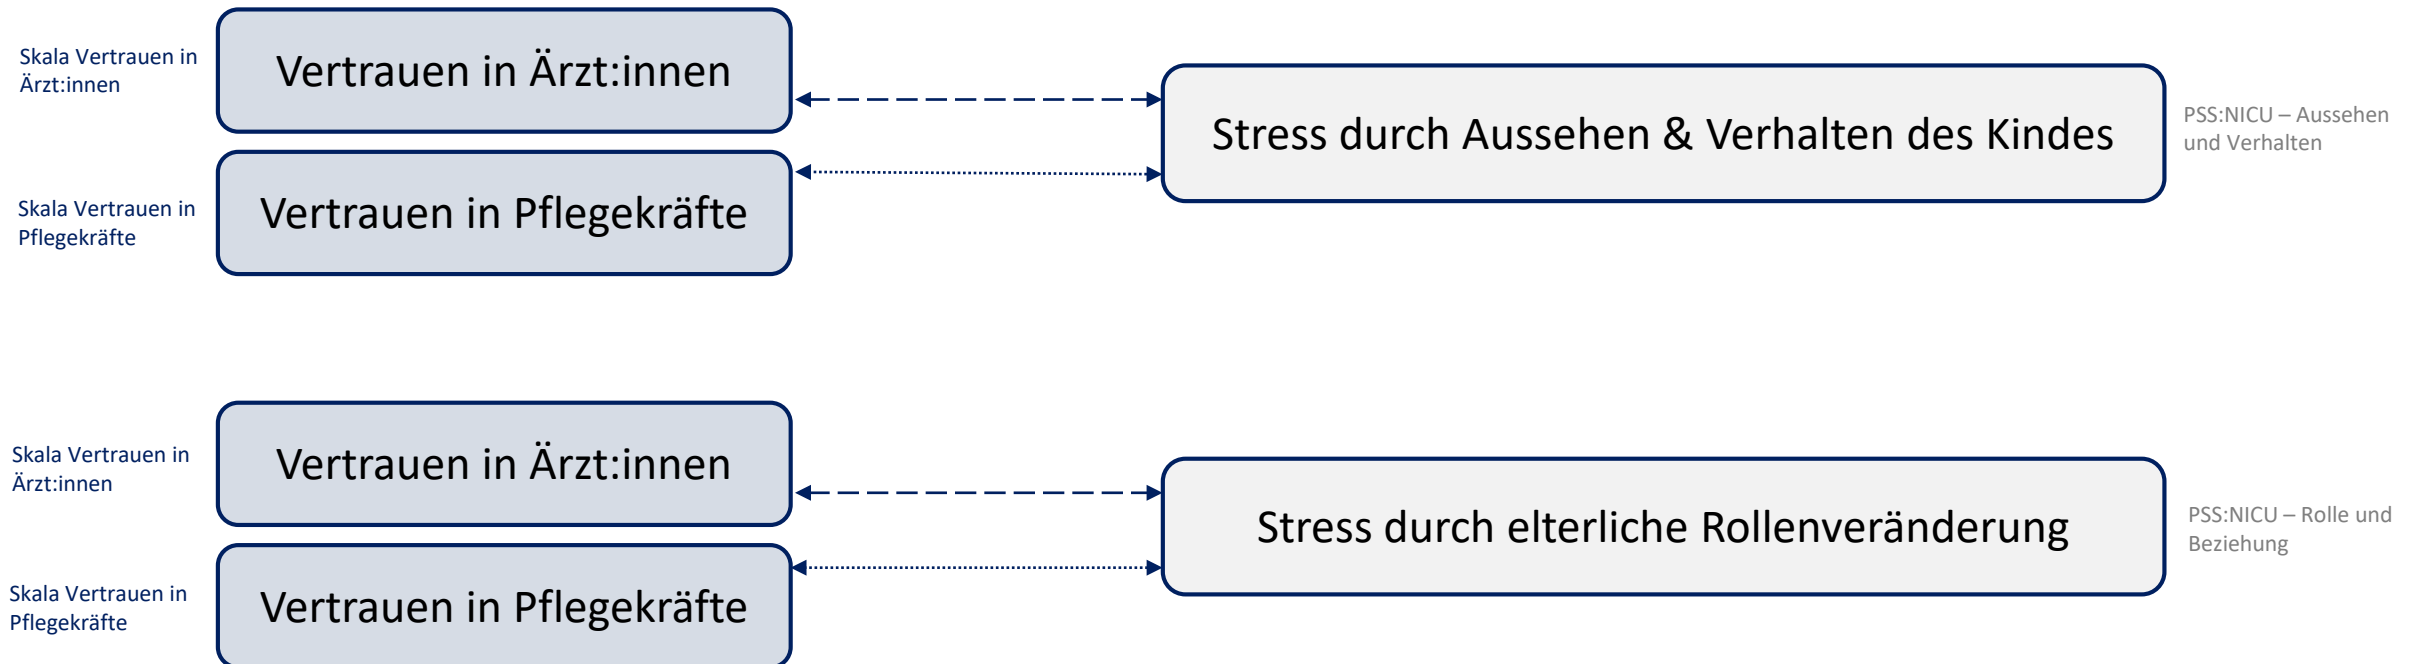 Skala Vertrauen in
Ärzt:innen
Vertrauen in Ärzt:innen
Skala Vertrauen in
Pflegekräfte
Vertrauen in Pflegekräfte
Stress durch Aussehen & Verhalten des Kindes
PSS:NICU – Aussehen
und Verhalten
Skala Vertrauen in
Ärzt:innen
Vertrauen in Ärzt:innen
Skala Vertrauen in
Pflegekräfte
Vertrauen in Pflegekräfte
Stress durch elterliche Rollenveränderung
PSS:NICU – Rolle und
Beziehung